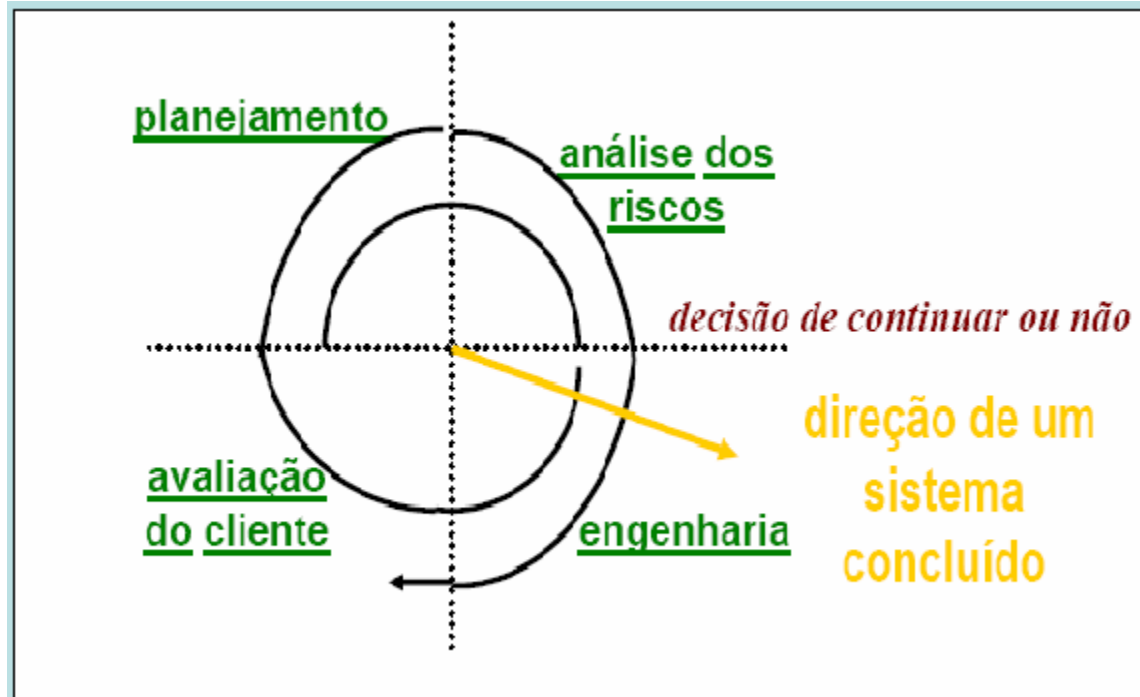 planejamento
análise dos
riscos
decisão de continuar ou não
direção de um
sistema
concluído
avaliação
do cliente
engenharia